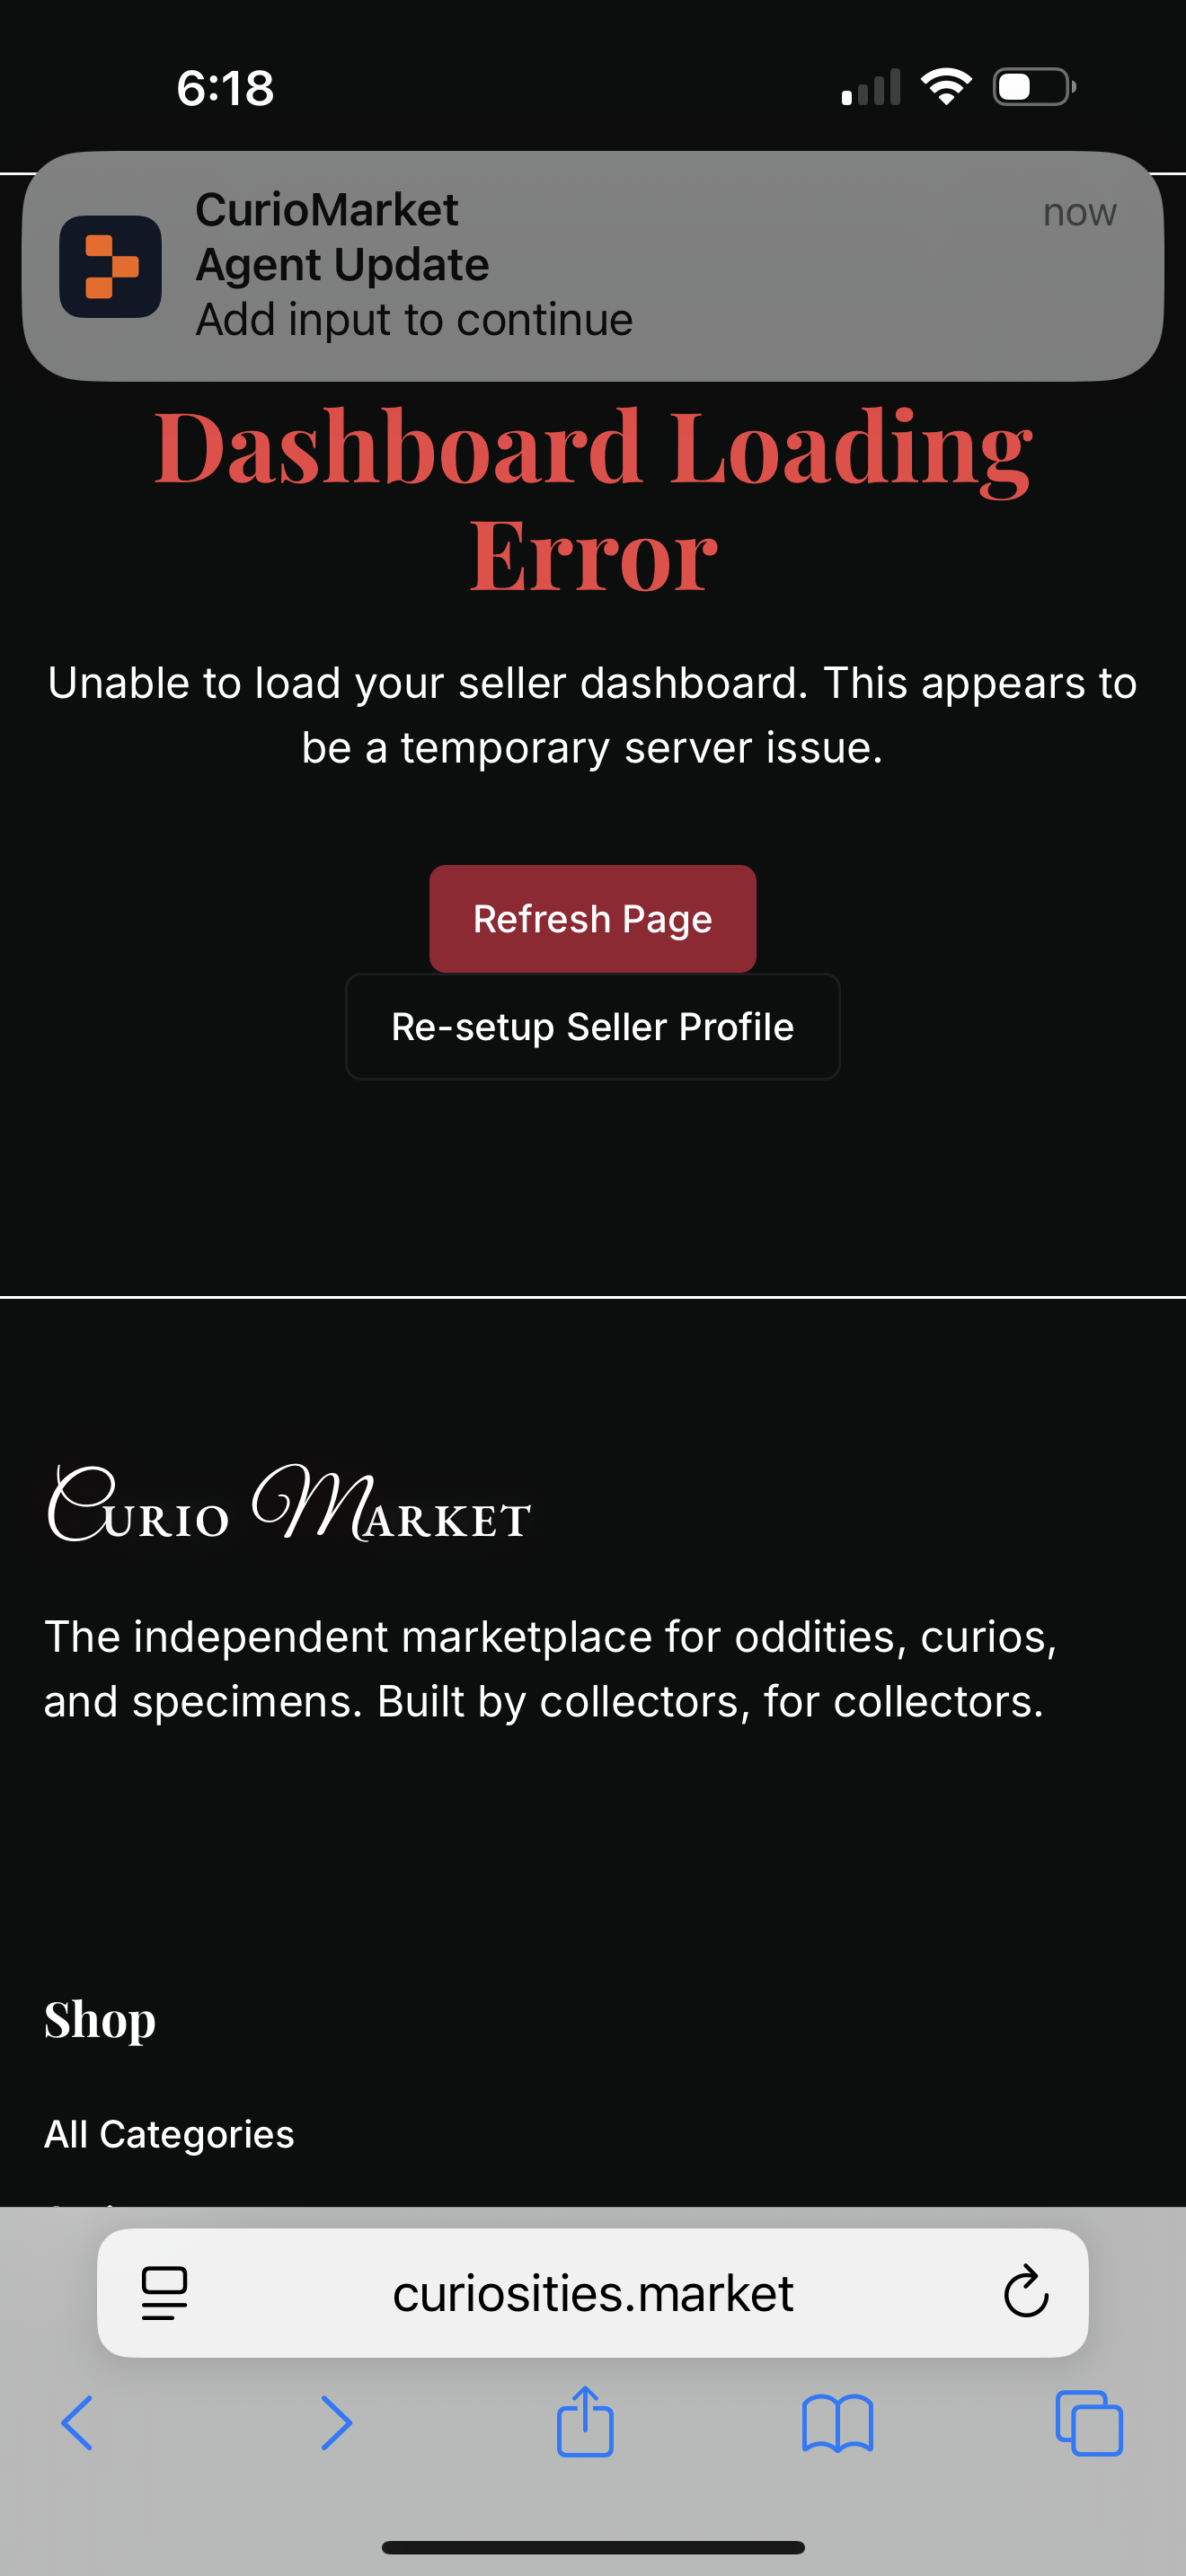 6:18
CurioMarket
now
Agent Update
Add input to continue
Dashboard Loading
Error
Unable to load your seller dashboard. This appears to
be a temporary server issue.
Refresh Page
Re-setup Seller Profile
Curio Market
The independent marketplace for oddities, curios,
and specimens. Built by collectors, for collectors.
Shop
All Categories
curiosities.market